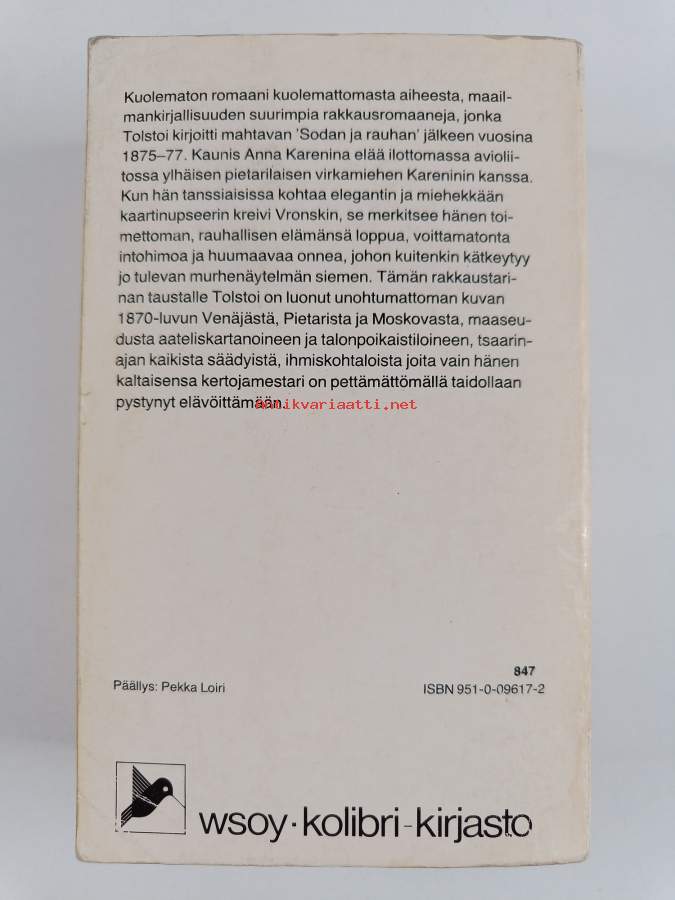 Kuolematon romaani kuolemattomasta aiheesta, maail-
mankirjallisuuden suurimpia rakkausromaaneja, jonka
Tolstoi kirjoitti mahtavan 'Sodan ja rauhan' jälkeen vuosina
1875–77. Kaunis Anna Karenina elää ilottomassa aviolii-
tossa ylhäisen pietarilaisen virkamiehen Kareninin kanssa.
Kun hän tanssiaisissa kohtaa elegantin ja miehekkään
kaartinupseerin kreivi Vronskin, se merkitsee hänen toi-
mettoman, rauhallisen elämänsä loppua, voittamatonta
intohimoa ja huumaavaa onnea, johon kuitenkin kätkeytyy
jo tulevan murhenäytelmän siemen. Tämän rakkaustari-
nan taustalle Tolstoi on luonut unohtumattoman kuvan
1870-luvun Venäjästä, Pietarista ja Moskovasta, maaseu-
dusta aateliskartanoineen ja talonpoikaistiloineen, tsaarin-
ajan kaikista säädyistä, ihmiskohtaloista joita vain hänen
kaltaisensa kertojamestari on pettämättömällä taidollaan
pystynyt elävöittämään.
antikvariaatti.net
847
Päällys: Pekka Loiri
ISBN 951-0-09617-2
wsoy·kolibri-kirjasto